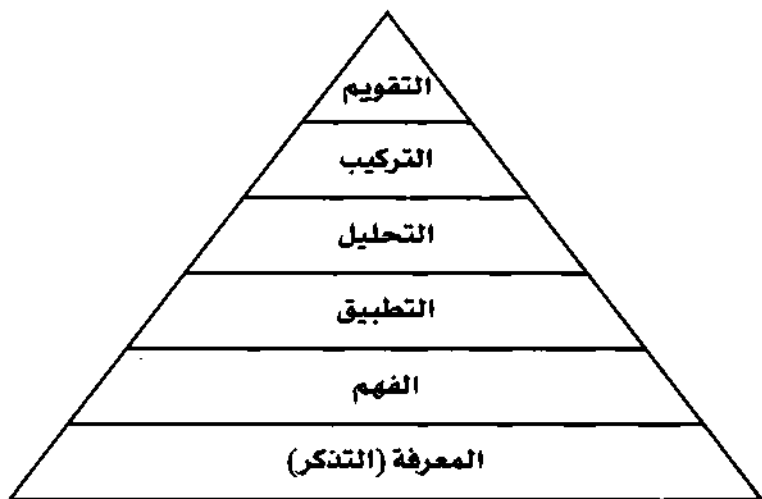 التقويم
التركيب
التحليل
التطبيق
الفهم
المعرفة (التذكر)